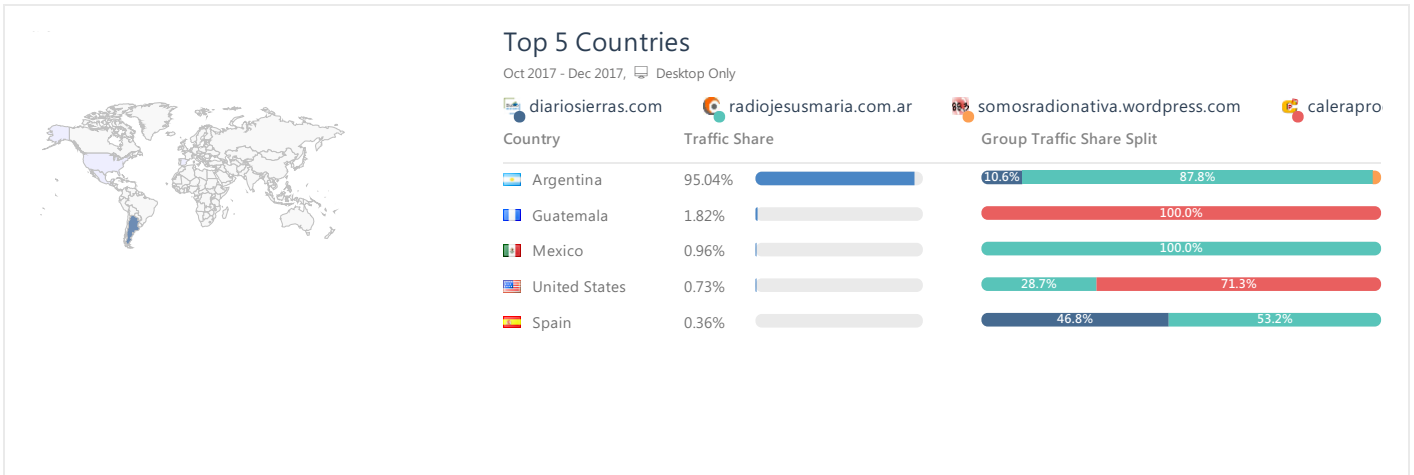 Top 5 Countries
Oct 2017 - Dec 2017, Desktop Only
diariosierras.com radiojesusmaria.com.ar somosradionativa.wordpress.com calerapro
Country Traffic Share Group Traffic Share Split
Argentina 95.04% 10.6% 87.8%
Guatemala 1.82% 100.0%
Mexico 0.96% 100.0%
United States 0.73% 28.7% 71.3%
Spain 0.36% 46.8% 53.2%